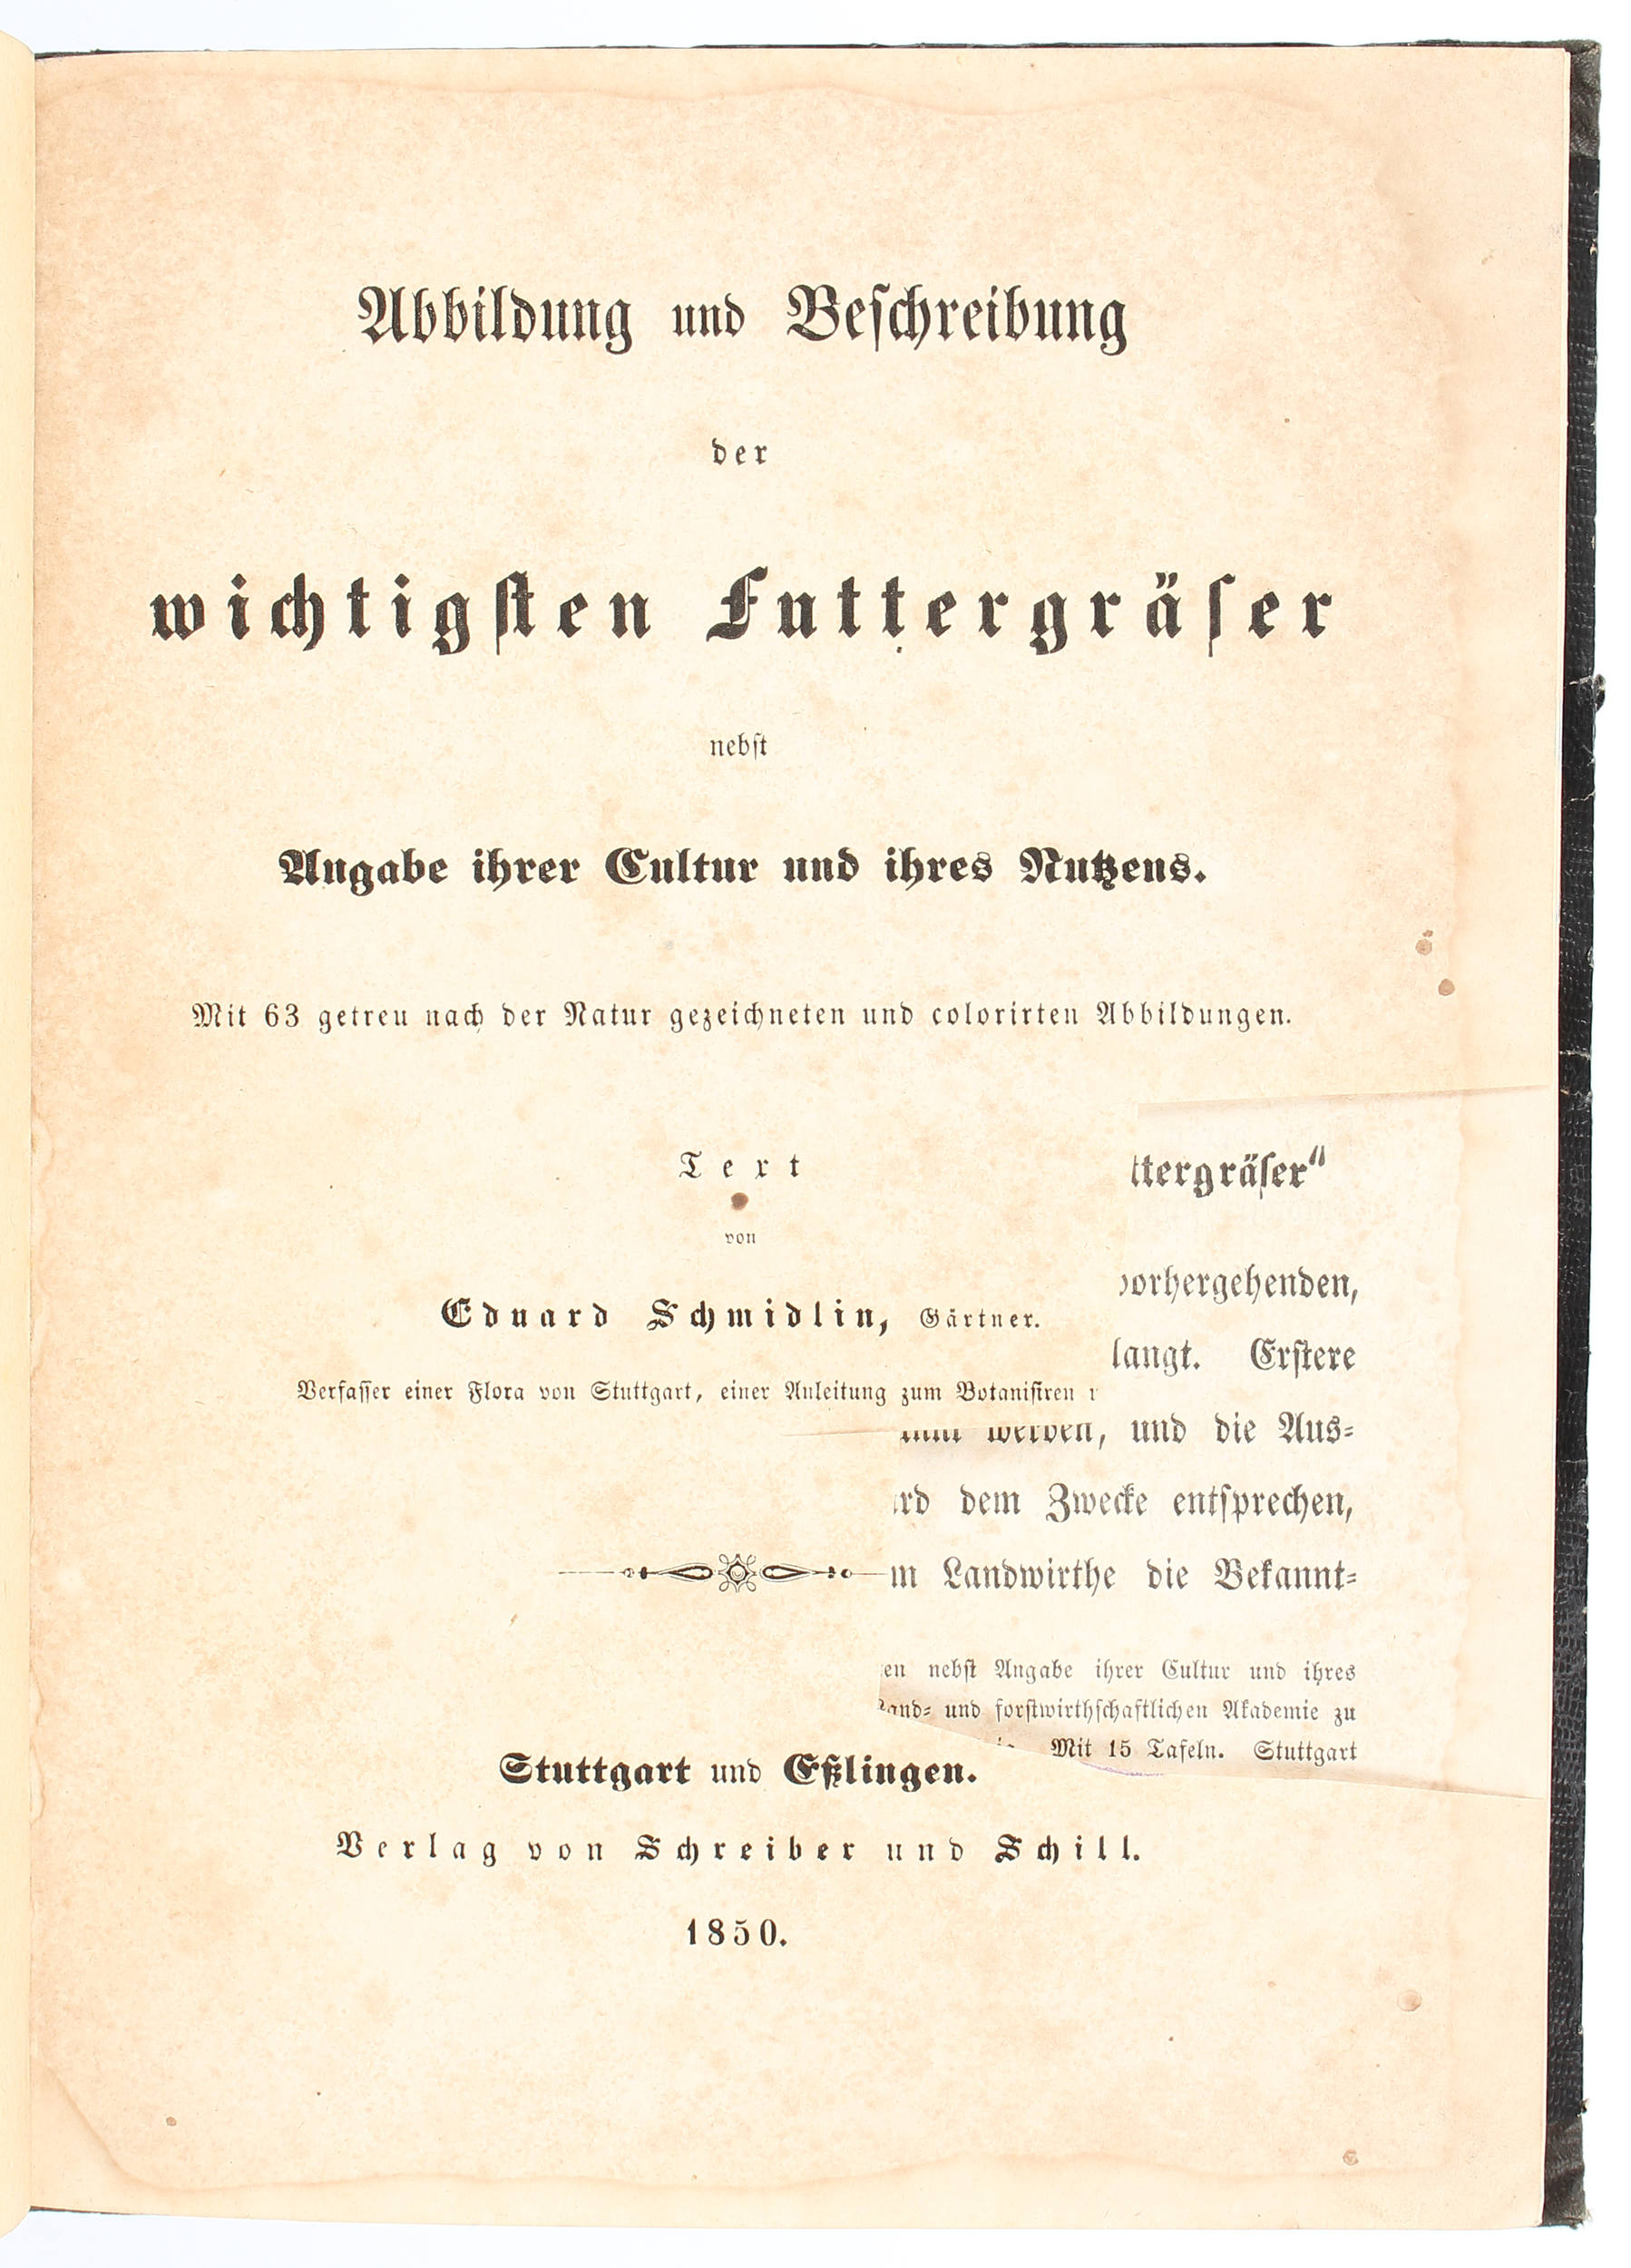 Abbildung und Beſchreibung
der
wichtigſten Futtergräſer
nebſt
Angabe ihrer Cultur und ihres Nutzens.
Mit 63 getreu nach der Natur gezeichneten und colorirten Abbildungen.
Text
von
Eduard Schmidlin, Gärtner.
Verfaſſer einer Flora von Stuttgart, einer Anleitung zum Botaniſiren
ttergräſer“
vorhergehenden,
langt. Erſtere
werden, und die Aus-
dem Zwecke entſprechen,
Landwirthe die Bekannt-
nebſt Angabe ihrer Cultur und ihres
Land- und forſtwirthſchaftlichen Akademie zu
Mit 15 Tafeln. Stuttgart
Stuttgart und Eßlingen.
Verlag von Schreiber und Schill.
1850.